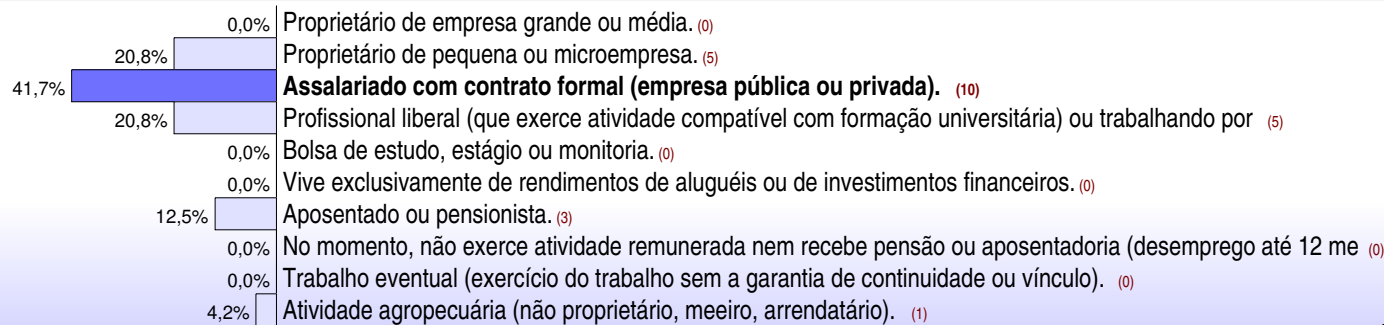 0,0% Proprietário de empresa grande ou média. (0)
20,8% Proprietário de pequena ou microempresa. (5)
41,7% Assalariado com contrato formal (empresa pública ou privada). (10)
20,8% Profissional liberal (que exerce atividade compatível com formação universitária) ou trabalhando por (5)
0,0% Bolsa de estudo, estágio ou monitoria. (0)
0,0% Vive exclusivamente de rendimentos de aluguéis ou de investimentos financeiros. (0)
12,5% Aposentado ou pensionista. (3)
0,0% No momento, não exerce atividade remunerada nem recebe pensão ou aposentadoria (desemprego até 12 me (0)
0,0% Trabalho eventual (exercício do trabalho sem a garantia de continuidade ou vínculo). (0)
4,2% Atividade agropecuária (não proprietário, meeiro, arrendatário). (1)